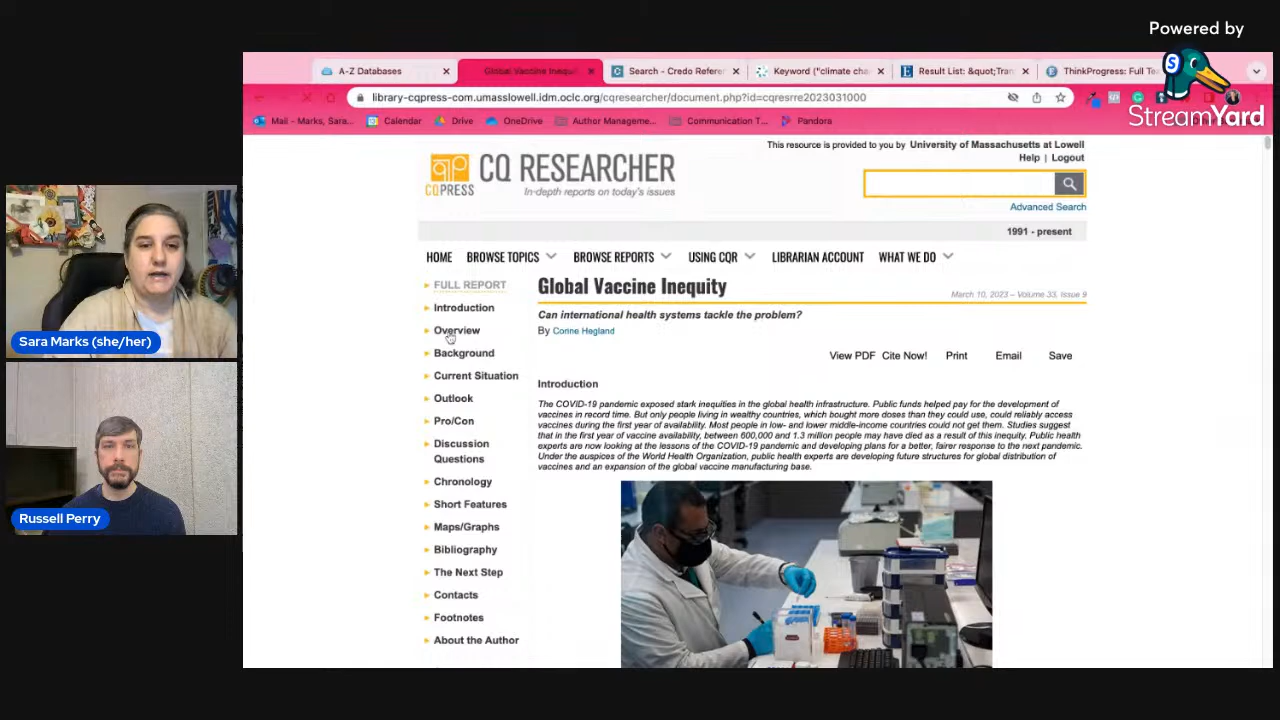 Powered by
StreamYard
A-Z Databases
Global Vaccine Inequi
Search - Credo Refere
Keyword ("climate cha
Result List: &quot;Tran
ThinkProgress: Full Te
library-cqpress-com.umasslowell.idm.oclc.org/cqresearcher/document.php?id=cqresrre2023031000
Mail - Marks, Sara...
Calendar
Drive
OneDrive
Author Manageme...
Communication T...
Pandora
This resource is provided to you by University of Massachusetts at Lowell
Help | Logout
CQPRESS
CQ RESEARCHER
In-depth reports on today's issues
Advanced Search
1991 - present
HOME BROWSE TOPICS BROWSE REPORTS USING CQR LIBRARIAN ACCOUNT WHAT WE DO
FULL REPORT
Introduction
Overview
Background
Current Situation
Outlook
Pro/Con
Discussion
Questions
Chronology
Short Features
Maps/Graphs
Bibliography
The Next Step
Contacts
Footnotes
About the Author
Global Vaccine Inequity
March 10, 2023 – Volume 33, Issue 9
Can international health systems tackle the problem?
By Corine Hegland
View PDF Cite Now! Print Email Save
Introduction
The COVID-19 pandemic exposed stark inequities in the global health infrastructure. Public funds helped pay for the development of
vaccines in record time. But only people living in wealthy countries, which bought more doses than they could use, could reliably access
vaccines during the first year of availability. Most people in low- and lower middle-income countries could not get them. Studies suggest
that in the first year of vaccine availability, between 600,000 and 1.3 million people may have died as a result of this inequity. Public health
experts are now looking at the lessons of the COVID-19 pandemic and developing plans for a better, fairer response to the next pandemic.
Under the auspices of the World Health Organization, public health experts are developing future structures for global distribution of
vaccines and an expansion of the global vaccine manufacturing base.
Sara Marks (she/her)
Russell Perry